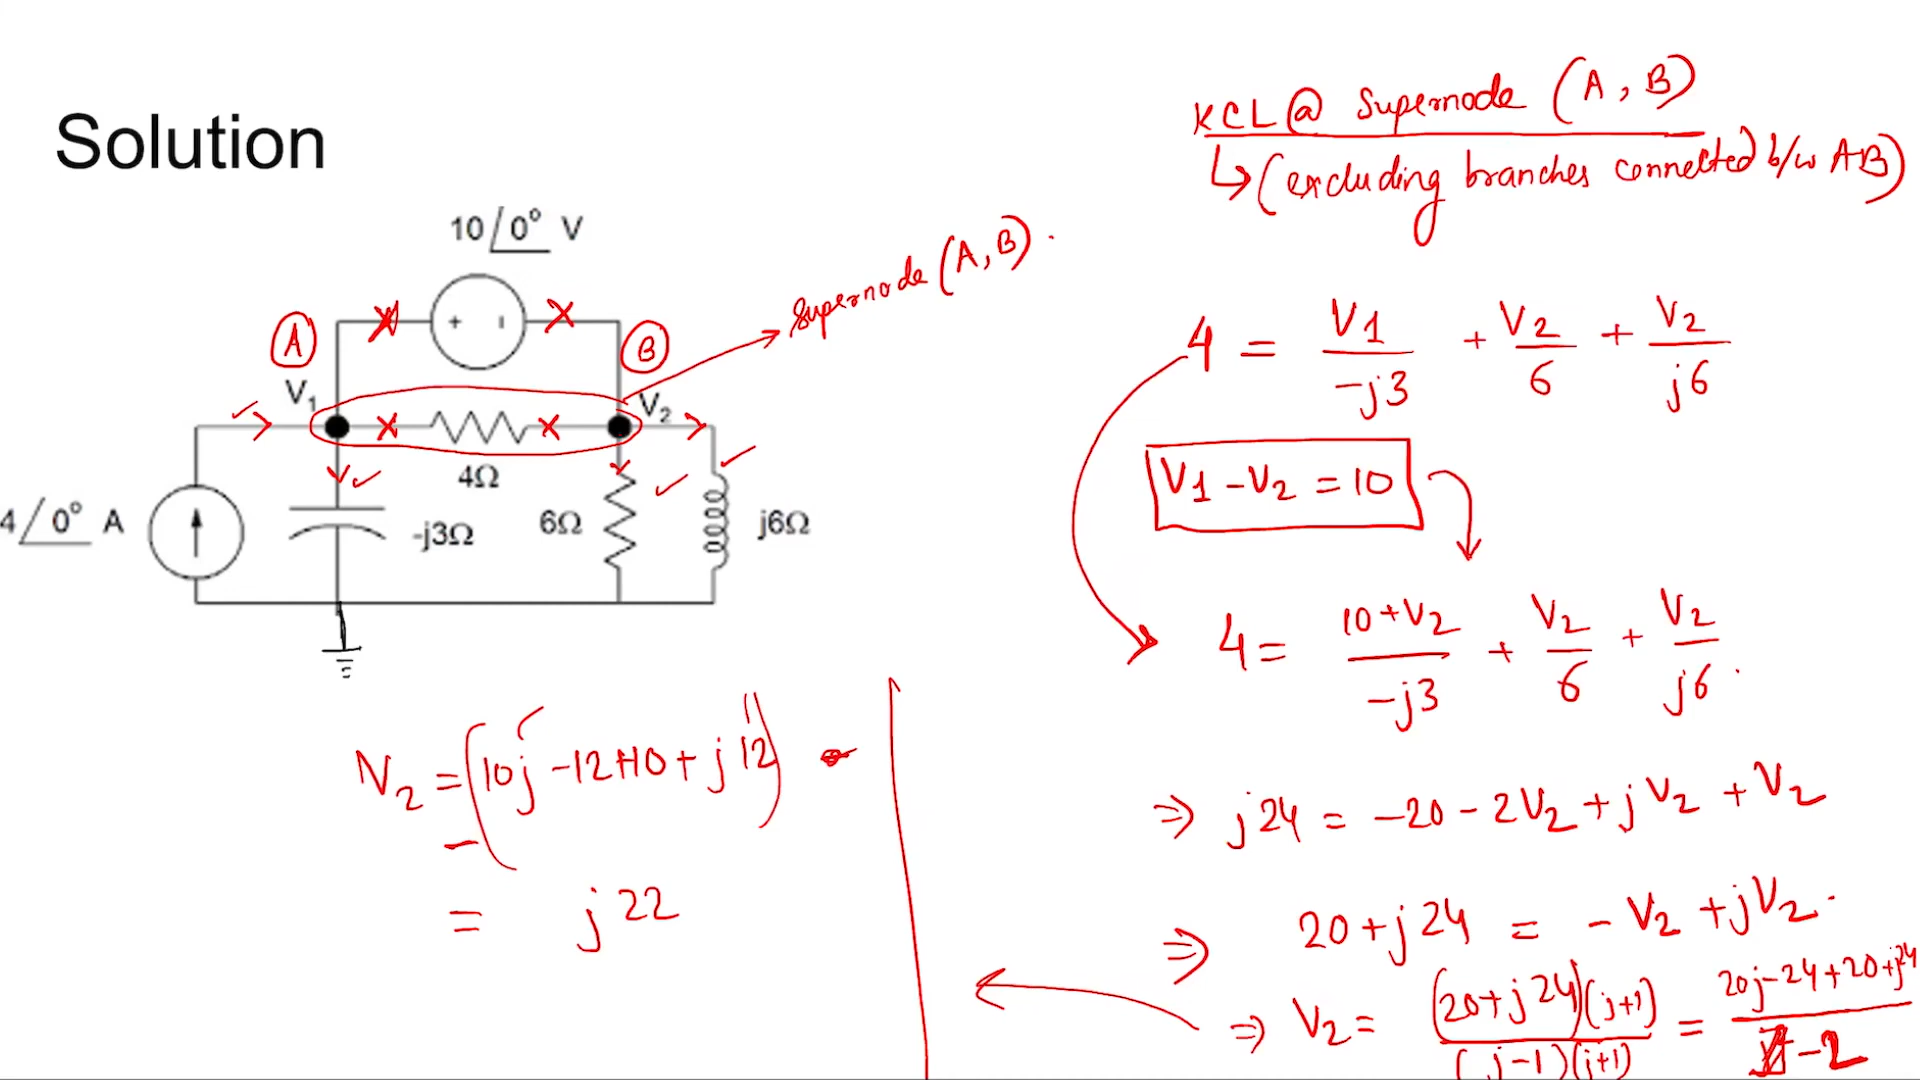 Solution
10∠0° V
A
B
V₁
V₂
4Ω
4∠0° A
-j3Ω
6Ω
j6Ω
Supernode (A, B).
KCL @ Supernode (A, B)
↳ (excluding branches connected b/w AB)
4 = V1/-j3 + V2/6 + V2/j6
V1 - V2 = 10
4 = (10+V2)/-j3 + V2/6 + V2/j6.
⇒ j24 = -20 - 2V2 + jV2 + V2
⇒ 20+j24 = -V2 + jV2.
⇒ V2 = (20+j24)(j+1)/(j-1)(j+1) = 20j-24+20+j24/-2
V2 = -(10j -12+10+j12)
= j22